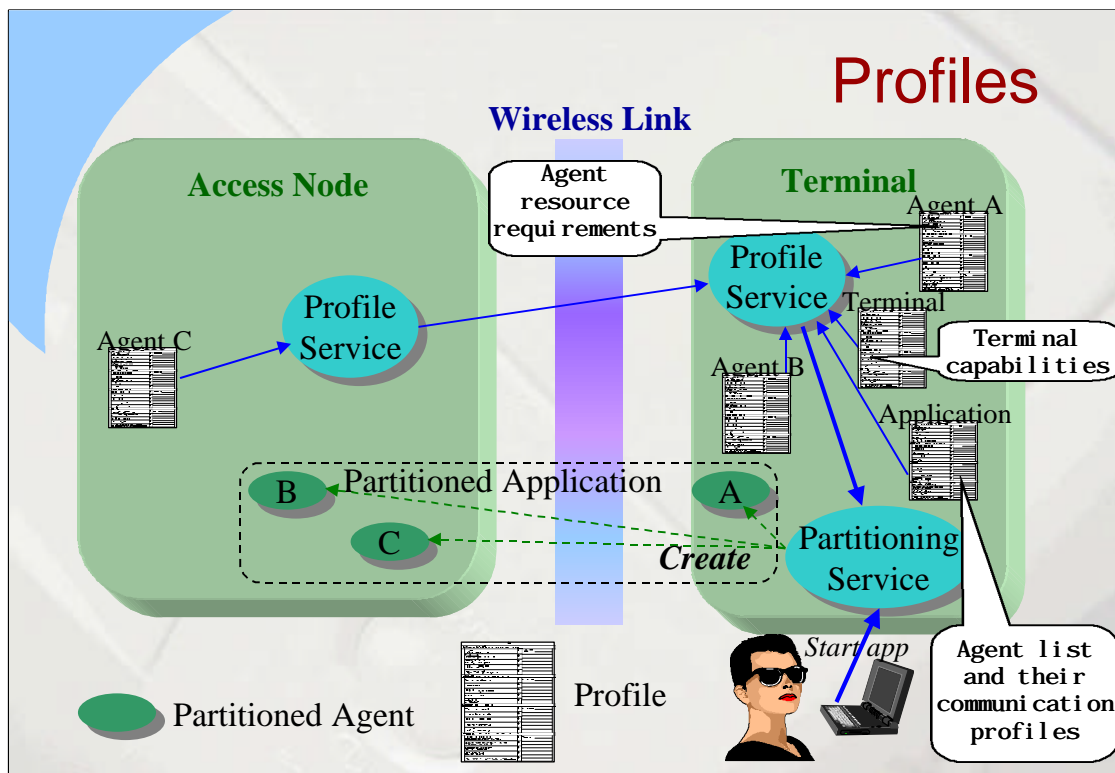 Profiles
Wireless Link
Access Node
Terminal
Agent
resource
requirements
Agent A
Profile
Service
Profile
Service
Terminal
Agent C
Terminal
capabilities
Agent B
Application
B
Partitioned Application
A
C
Create
Partitioning
Service
Start app
Agent list
and their
communication
profiles
Profile
Partitioned Agent